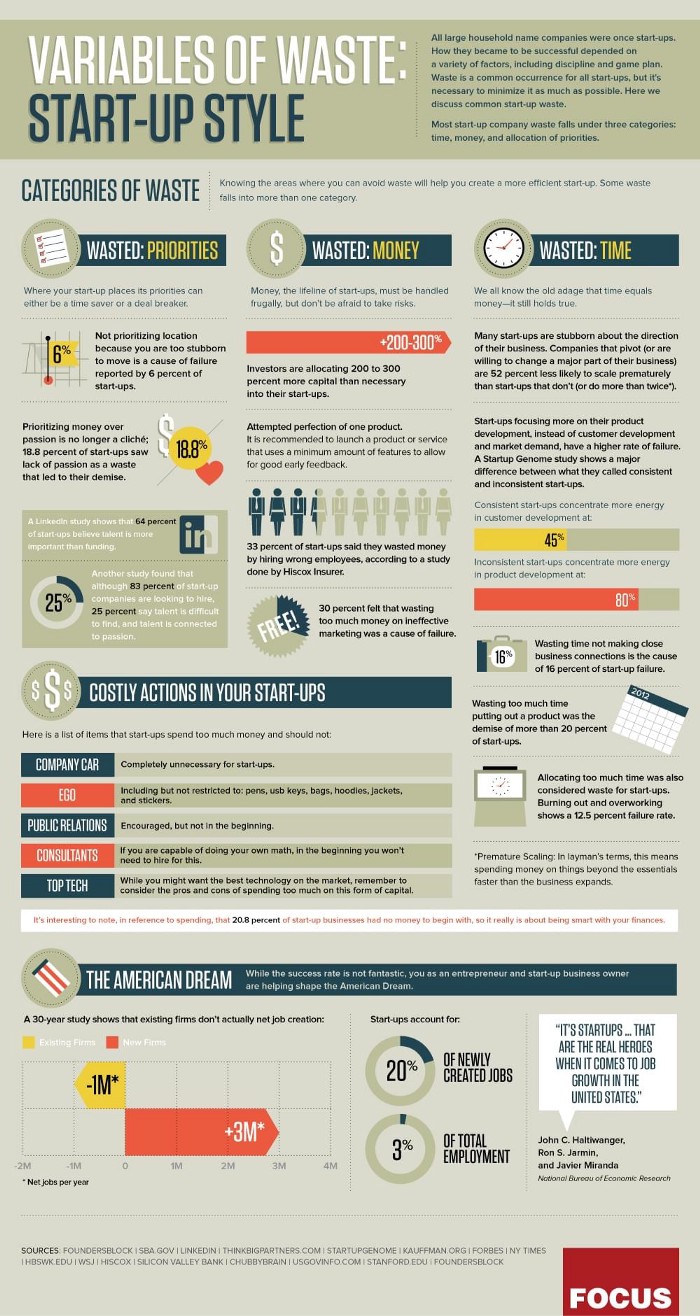 VARIABLES OF WASTE:
START-UP STYLE
All large household name companies were once start-ups.
How they became to be successful depended on
a variety of factors, including discipline and game plan.
Waste is a common occurrence for all start-ups, but it's
necessary to minimize it as much as possible. Here we
discuss common start-up waste.
Most start-up company waste falls under three categories:
time, money, and allocation of priorities.
CATEGORIES OF WASTE
Knowing the areas where you can avoid waste will help you create a more efficient start-up. Some waste
falls into more than one category.
WASTED: PRIORITIES
Where your start-up places its priorities can
either be a time saver or a deal breaker.
6%
Not prioritizing location
because you are too stubborn
to move is a cause of failure
reported by 6 percent of
start-ups.
Prioritizing money over
passion is no longer a cliché;
18.8 percent of start-ups saw
lack of passion as a waste
that led to their demise.
$
18.8%
A LinkedIn study shows that 64 percent
of start-ups believe talent is more
important than funding.
in
25%
Another study found that
although 83 percent of start-up
companies are looking to hire,
25 percent say talent is difficult
to find, and talent is connected
to passion.
$
WASTED: MONEY
Money, the lifeline of start-ups, must be handled
frugally, but don't be afraid to take risks.
+200-300%
Investors are allocating 200 to 300
percent more capital than necessary
into their start-ups.
Attempted perfection of one product.
It is recommended to launch a product or service
that uses a minimum amount of features to allow
for good early feedback.
33 percent of start-ups said they wasted money
by hiring wrong employees, according to a study
done by Hiscox Insurer.
FREE!
30 percent felt that wasting
too much money on ineffective
marketing was a cause of failure.
WASTED: TIME
We all know the old adage that time equals
money—it still holds true.
Many start-ups are stubborn about the direction
of their business. Companies that pivot (or are
willing to change a major part of their business)
are 52 percent less likely to scale prematurely
than start-ups that don't (or do more than twice*).
Start-ups focusing more on their product
development, instead of customer development
and market demand, have a higher rate of failure.
A Startup Genome study shows a major
difference between what they called consistent
and inconsistent start-ups.
Consistent start-ups concentrate more energy
in customer development at:
45%
Inconsistent start-ups concentrate more energy
in product development at:
80%
16%
Wasting time not making close
business connections is the cause
of 16 percent of start-up failure.
Wasting too much time
putting out a product was the
demise of more than 20 percent
of start-ups.
2012
Allocating too much time was also
considered waste for start-ups.
Burning out and overworking
shows a 12.5 percent failure rate.
*Premature Scaling: In layman's terms, this means
spending money on things beyond the essentials
faster than the business expands.
$$$
COSTLY ACTIONS IN YOUR START-UPS
Here is a list of items that start-ups spend too much money and should not:
COMPANY CAR
Completely unnecessary for start-ups.
EGO
Including but not restricted to: pens, usb keys, bags, hoodies, jackets,
and stickers.
PUBLIC RELATIONS
Encouraged, but not in the beginning.
CONSULTANTS
If you are capable of doing your own math, in the beginning you won't
need to hire for this.
TOP TECH
While you might want the best technology on the market, remember to
consider the pros and cons of spending too much on this form of capital.
It's interesting to note, in reference to spending, that 20.8 percent of start-up businesses had no money to begin with, so it really is about being smart with your finances.
THE AMERICAN DREAM
While the success rate is not fantastic, you as an entrepreneur and start-up business owner
are helping shape the American Dream.
A 30-year study shows that existing firms don't actually net job creation:
Existing Firms
New Firms
-1M*
+3M*
-2M -1M 0 1M 2M 3M 4M
* Net jobs per year
Start-ups account for:
20%
OF NEWLY
CREATED JOBS
3%
OF TOTAL
EMPLOYMENT
"IT'S STARTUPS ... THAT
ARE THE REAL HEROES
WHEN IT COMES TO JOB
GROWTH IN THE
UNITED STATES."
John C. Haltiwanger,
Ron S. Jarmin,
and Javier Miranda
National Bureau of Economic Research
SOURCES: FOUNDERSBLOCK | SBA.GOV | LINKEDIN | THINKBIGPARTNERS.COM | STARTUPGENOME | KAUFFMAN.ORG | FORBES | NY TIMES
| HBSWK.EDU | WSJ | HISCOX | SILICON VALLEY BANK | CHUBBYBRAIN | USGOVINFO.COM | STANFORD.EDU | FOUNDERSBLOCK
FOCUS